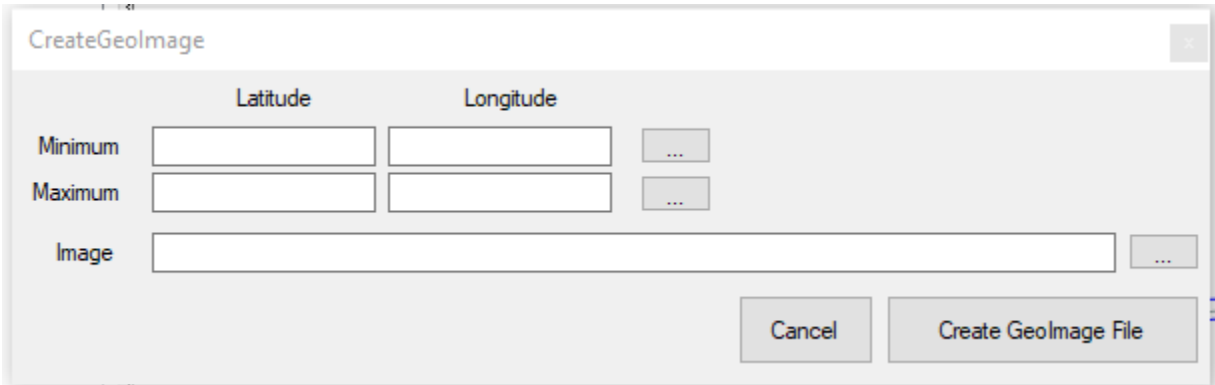 CreateGeoImage
x
Latitude Longitude
Minimum ...
Maximum ...
Image ...
Cancel Create GeoImage File